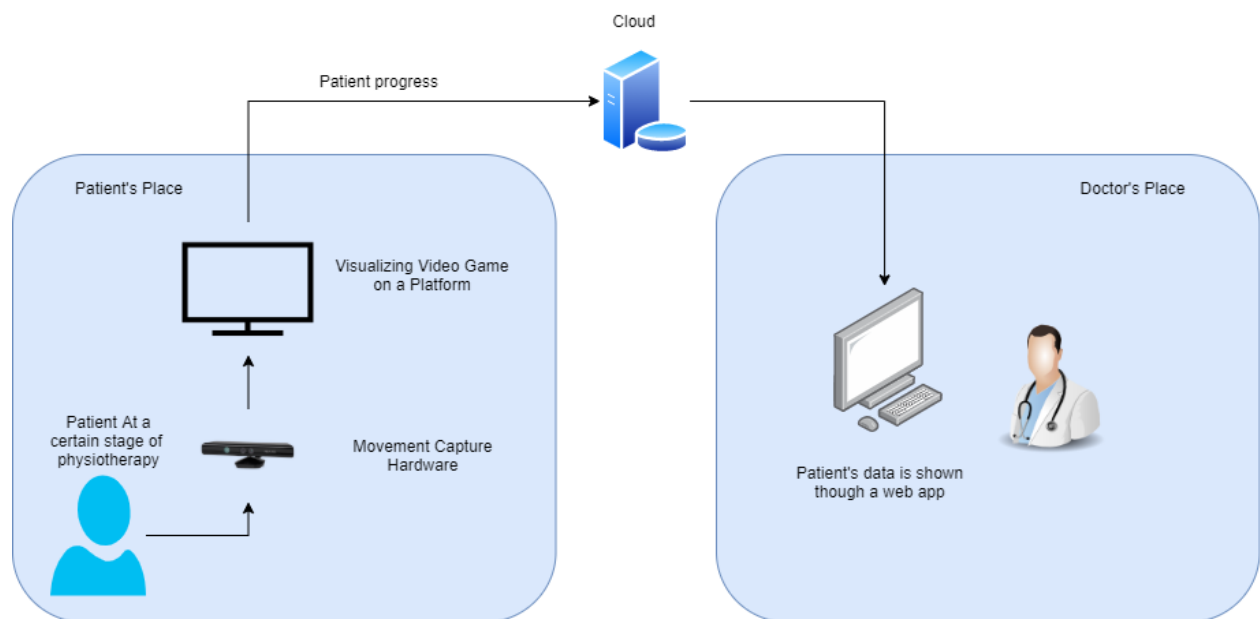 Cloud
Patient progress
Patient's Place
Visualizing Video Game
on a Platform
Patient At a
certain stage of
physiotherapy
Movement Capture
Hardware
Doctor's Place
Patient's data is shown
though a web app